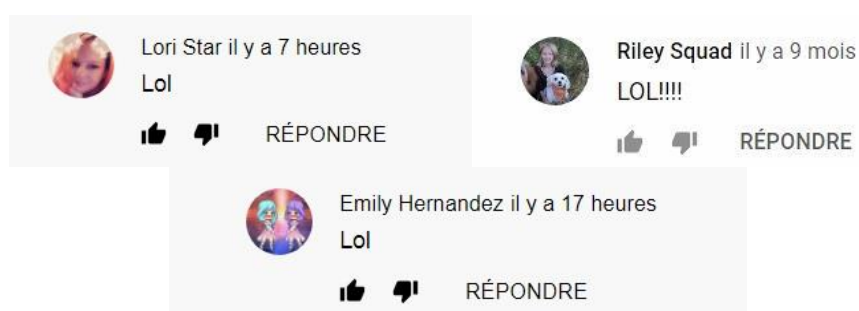 Lori Star il y a 7 heures
Lol
RÉPONDRE
Riley Squad il y a 9 mois
LOL!!!!
RÉPONDRE
Emily Hernandez il y a 17 heures
Lol
RÉPONDRE